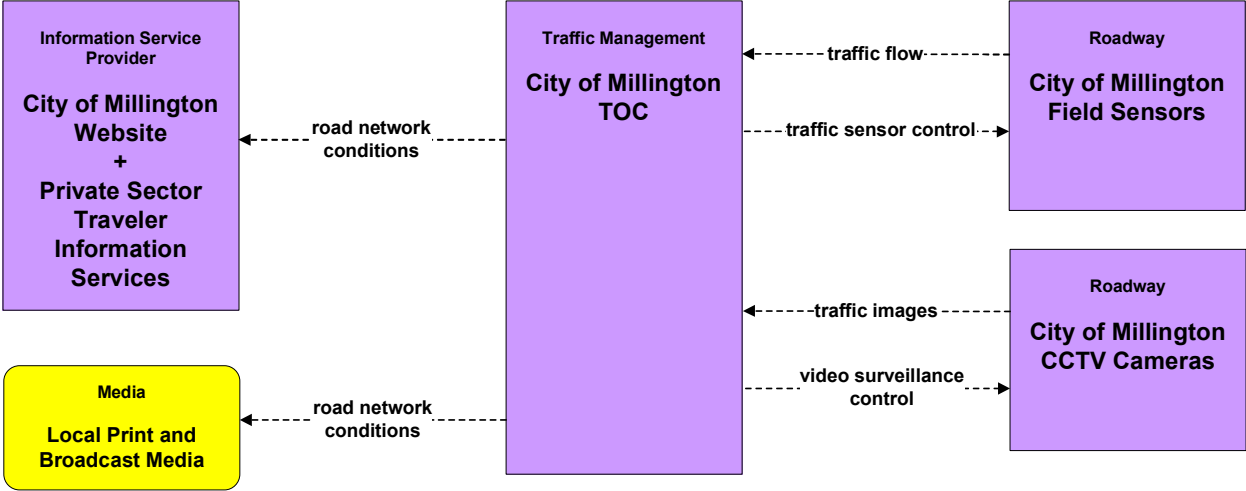 Information Service
Provider
City of Millington
Website
+
Private Sector
Traveler
Information
Services
road network
conditions
Traffic Management
City of Millington
TOC
traffic flow
traffic sensor control
Roadway
City of Millington
Field Sensors
traffic images
video surveillance
control
Roadway
City of Millington
CCTV Cameras
Media
Local Print and
Broadcast Media
road network
conditions